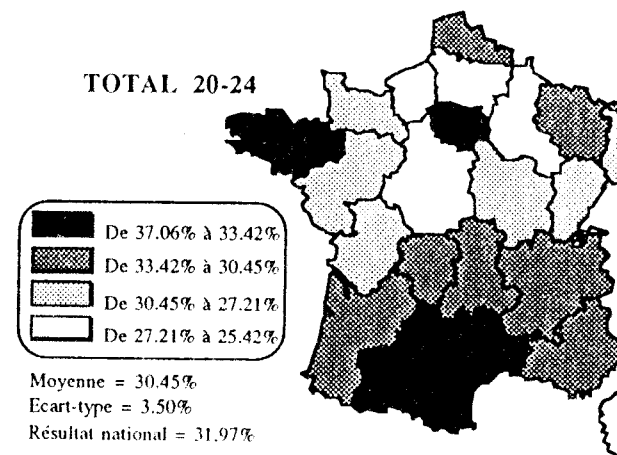 TOTAL 20-24
De 37.06% à 33.42%
De 33.42% à 30.45%
De 30.45% à 27.21%
De 27.21% à 25.42%
Moyenne = 30.45%
Ecart-type = 3.50%
Résultat national = 31.97%